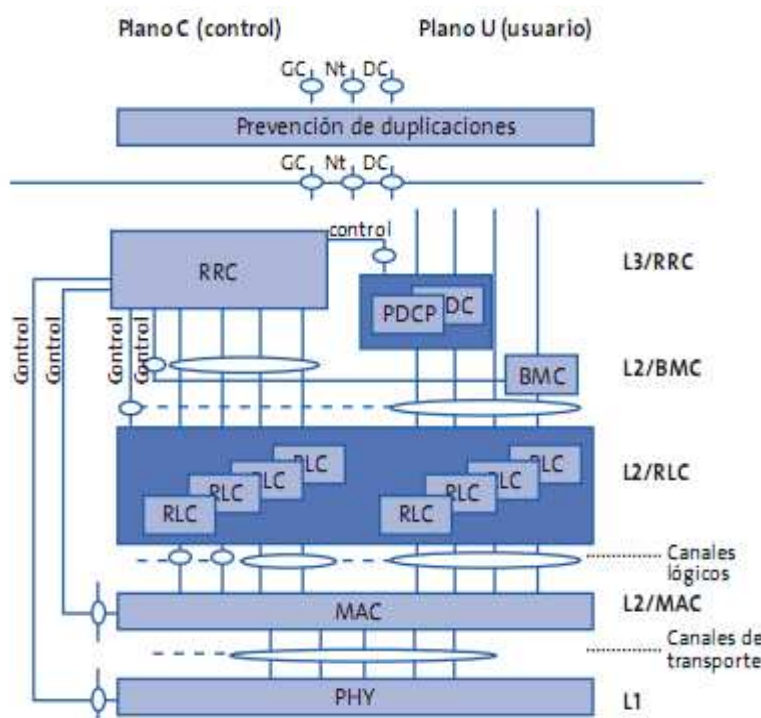 Plano C (control)
Plano U (usuario)
GC Nt DC
Prevención de duplicaciones
GC Nt DC
control
RRC
L3/RRC
PDCP
DC
Control
Control
Control
Control
BMC
L2/BMC
RLC
RLC
RLC
RLC
RLC
RLC
RLC
RLC
L2/RLC
Canales
lógicos
MAC
L2/MAC
Canales de
transporte
PHY
L1